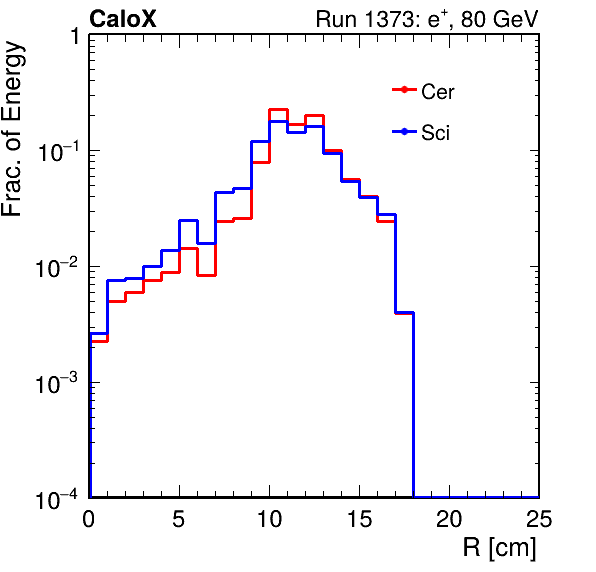 CaloX Run 1373: e⁺, 80 GeV
Frac. of Energy
1
10⁻¹
10⁻²
10⁻³
10⁻⁴
Cer
Sci
0 5 10 15 20 25
R [cm]